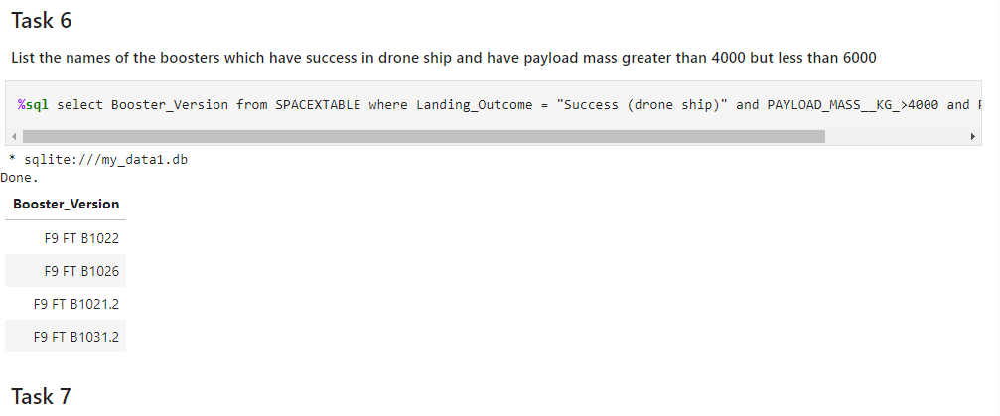 Task 6
List the names of the boosters which have success in drone ship and have payload mass greater than 4000 but less than 6000
%sql select Booster_Version from SPACEXTABLE where Landing_Outcome = "Success (drone ship)" and PAYLOAD_MASS__KG_>4000 and
* sqlite:///my_data1.db
Done.
Booster_Version
F9 FT B1022
F9 FT B1026
F9 FT B1021.2
F9 FT B1031.2
Task 7